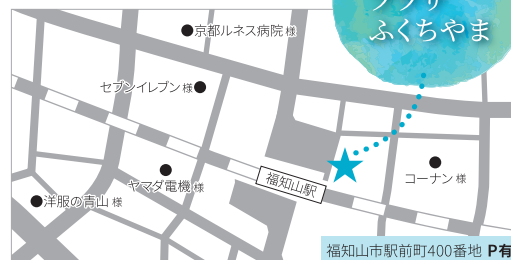 ふくちやま
京都ルネス病院 様
セブンイレブン 様
福知山駅
ヤマダ電機 様
コーナン 様
洋服の青山 様
福知山市駅前町400番地 P有